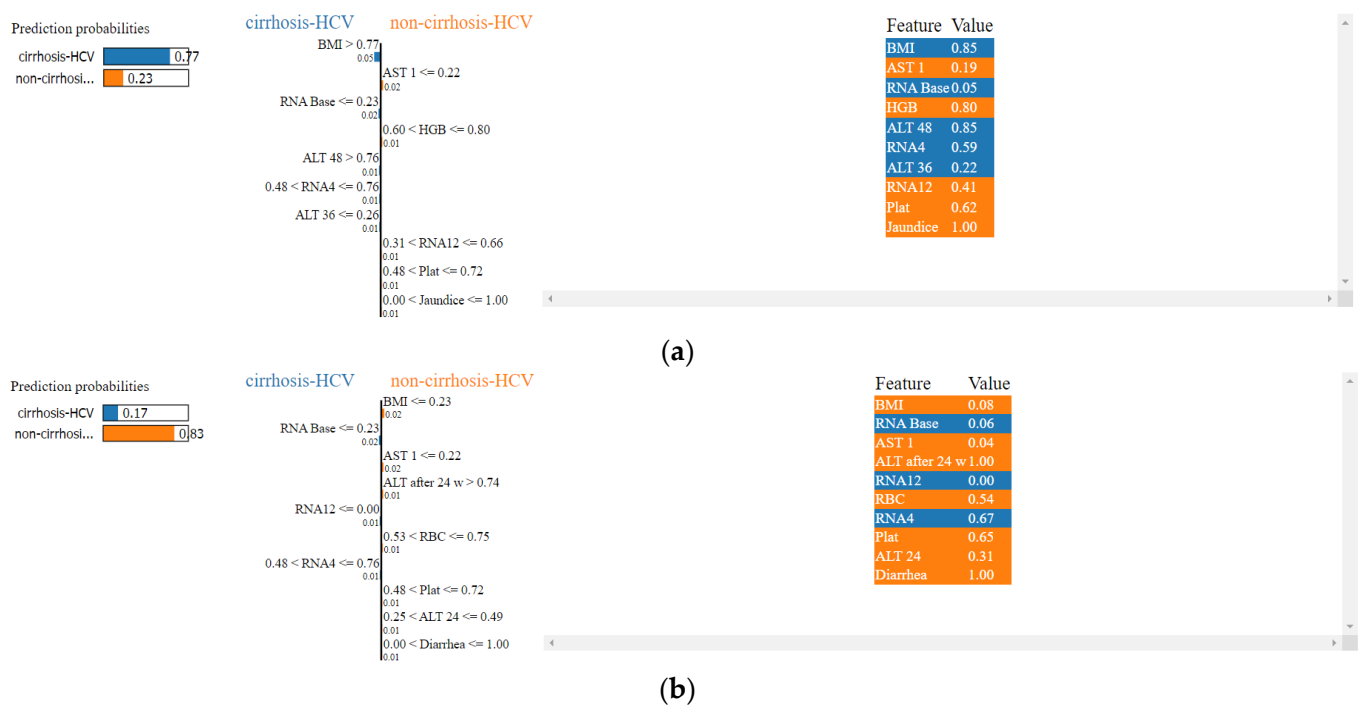 Prediction probabilities
cirrhosis-HCV 0.77
non-cirrhosi... 0.23
cirrhosis-HCV non-cirrhosis-HCV
BMI > 0.77
0.05
AST 1 <= 0.22
0.02
RNA Base <= 0.23
0.02
0.60 < HGB <= 0.80
0.01
ALT 48 > 0.76
0.01
0.48 < RNA4 <= 0.76
0.01
ALT 36 <= 0.26
0.01
0.31 < RNA12 <= 0.66
0.01
0.48 < Plat <= 0.72
0.01
0.00 < Jaundice <= 1.00
0.01
Feature Value
BMI 0.85
AST 1 0.19
RNA Base 0.05
HGB 0.80
ALT 48 0.85
RNA4 0.59
ALT 36 0.22
RNA12 0.41
Plat 0.62
Jaundice 1.00
(a)
Prediction probabilities
cirrhosis-HCV 0.17
non-cirrhosi... 0.83
cirrhosis-HCV non-cirrhosis-HCV
BMI <= 0.23
0.02
RNA Base <= 0.23
0.02
AST 1 <= 0.22
0.02
ALT after 24 w > 0.74
0.01
RNA12 <= 0.00
0.01
0.53 < RBC <= 0.75
0.01
0.48 < RNA4 <= 0.76
0.01
0.48 < Plat <= 0.72
0.01
0.25 < ALT 24 <= 0.49
0.01
0.00 < Diarrhea <= 1.00
0.01
Feature Value
BMI 0.08
RNA Base 0.06
AST 1 0.04
ALT after 24 w 1.00
RNA12 0.00
RBC 0.54
RNA4 0.67
Plat 0.65
ALT 24 0.31
Diarrhea 1.00
(b)